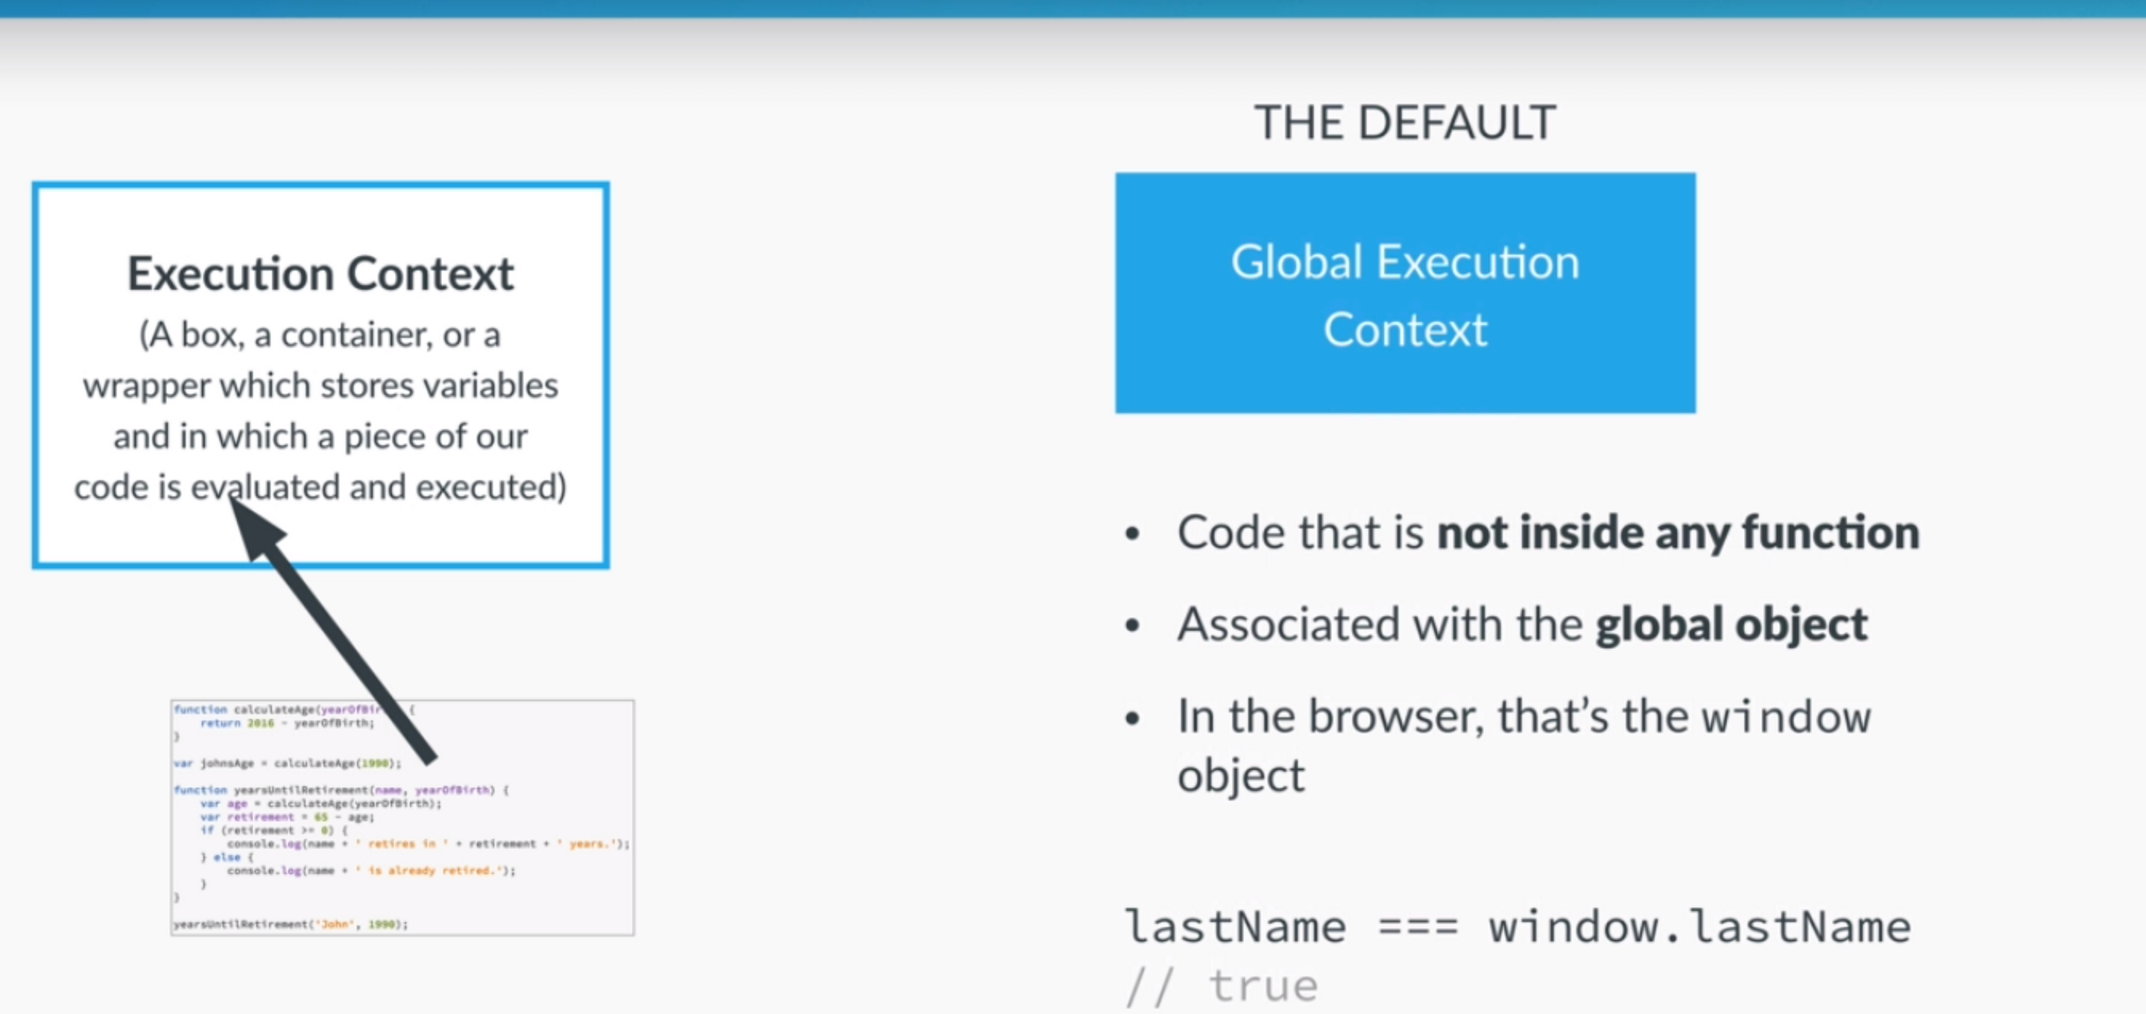 Execution Context
(A box, a container, or a
wrapper which stores variables
and in which a piece of our
code is evaluated and executed)
function calculateAge(yearOfBir {
    return 2016 - yearOfBirth;
}
var johnsAge = calculateAge(1990);
function yearsUntilRetirement(name, yearOfBirth) {
    var age = calculateAge(yearOfBirth);
    var retirement = 65 - age;
    if (retirement >= 0) {
        console.log(name + ' retires in ' + retirement + ' years.');
    } else {
        console.log(name + ' is already retired.');
    }
}
yearsUntilRetirement('John', 1990);
THE DEFAULT
Global Execution
Context
• Code that is not inside any function
• Associated with the global object
• In the browser, that’s the window
object
lastName === window.lastName
// true